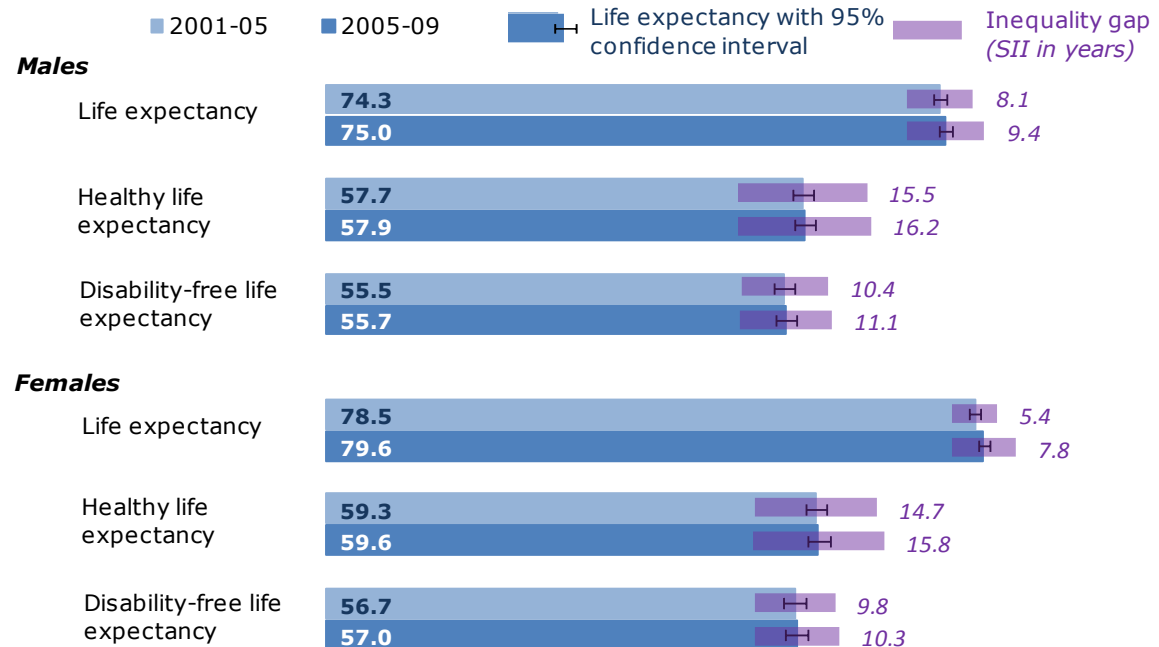 2001-05
2005-09
Life expectancy with 95%
confidence interval
Inequality gap
(SII in years)
Males
Life expectancy
74.3
8.1
75.0
9.4
Healthy life
expectancy
57.7
15.5
57.9
16.2
Disability-free life
expectancy
55.5
10.4
55.7
11.1
Females
Life expectancy
78.5
5.4
79.6
7.8
Healthy life
expectancy
59.3
14.7
59.6
15.8
Disability-free life
expectancy
56.7
9.8
57.0
10.3